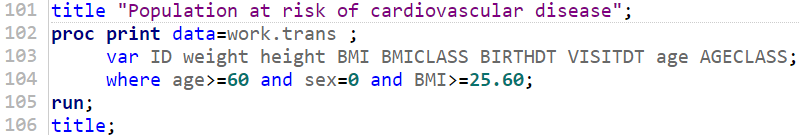 101 title "Population at risk of cardiovascular disease";
102 proc print data=work.trans ;
103 var ID weight height BMI BMICLASS BIRTHDT VISITDT age AGECLASS;
104 where age>=60 and sex=0 and BMI>=25.60;
105 run;
106 title;